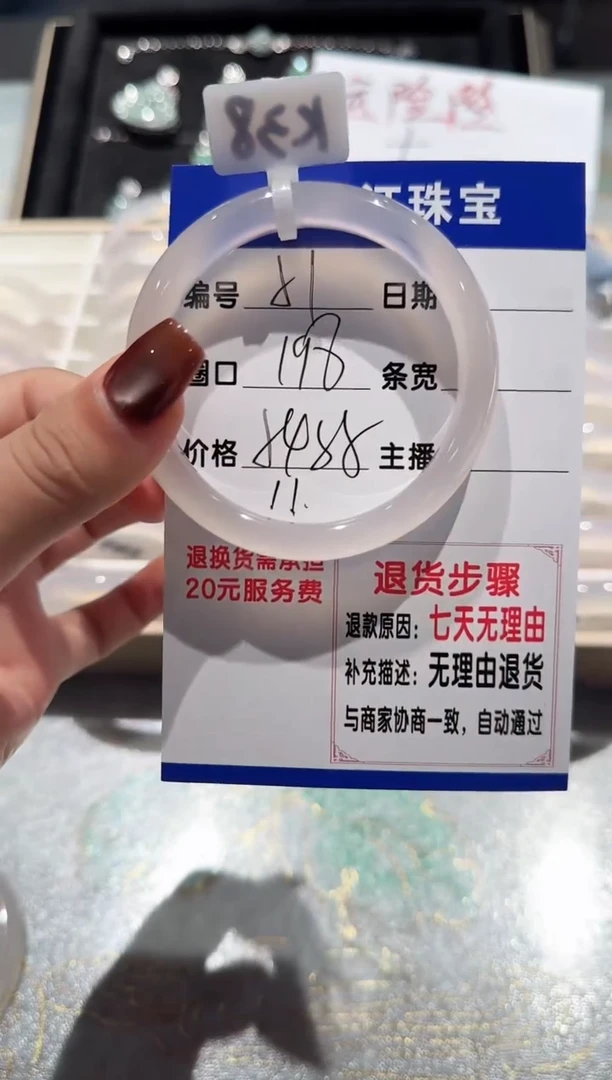 K38
珠宝
编号 81 日期
圈口 198 条宽
价格 8488 主播
11.
退换货需承担
20元服务费
退货步骤
退款原因：七天无理由
补充描述：无理由退货
与商家协商一致，自动通过